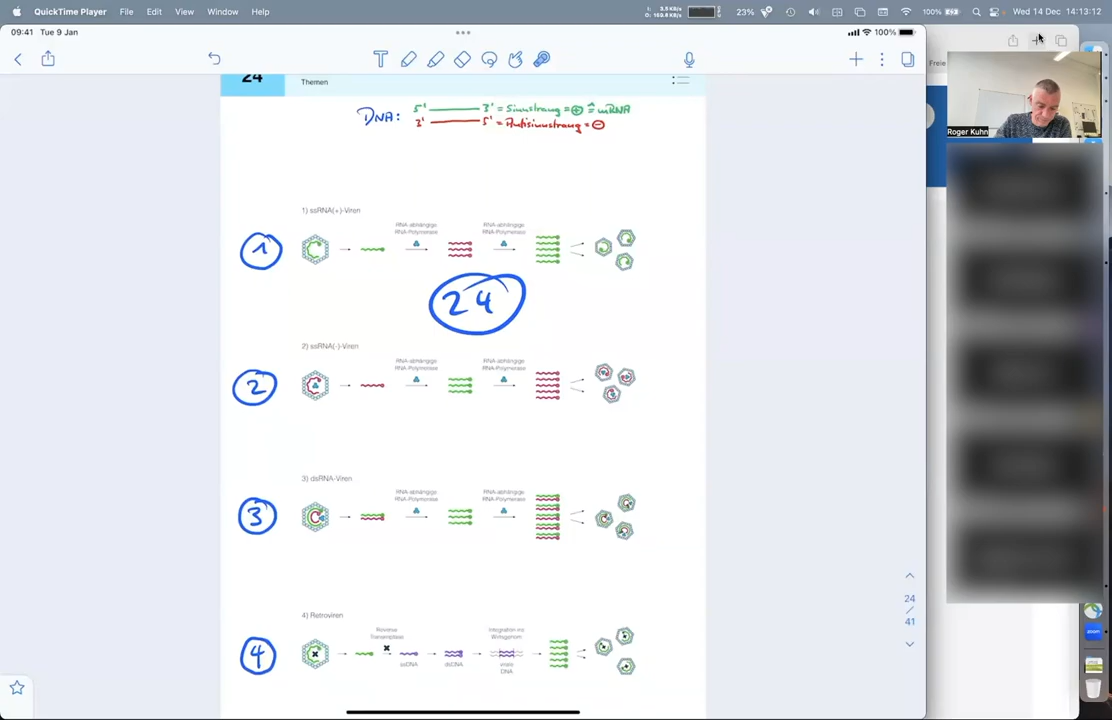 QuickTime Player File Edit View Window Help
23% 100% Wed 14 Dec 14:13:12
09:41 Tue 9 Jan
100%
Freie
24
Themen
DNA: 5' 3' = Sinnstrang = ⊕ ≙ mRNA
3' 5' = Antisinnstrang = ⊖
Roger Kuhn
1) ssRNA(+)-Viren
RNA-abhängige RNA-abhängige
RNA-Polymerase RNA-Polymerase
1
24
2) ssRNA(-)-Viren
RNA-abhängige RNA-abhängige
RNA-Polymerase RNA-Polymerase
2
3) dsRNA-Viren
RNA-abhängige RNA-abhängige
RNA-Polymerase RNA-Polymerase
3
24
/
41
4) Retroviren
Reverse Integration ins
Transkriptase Wirtsgenom
4
ssDNA dsDNA virale
DNA
zoom